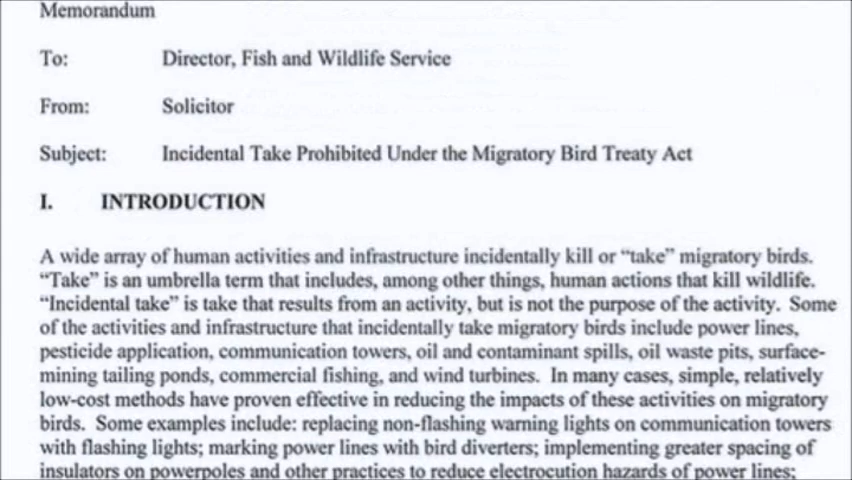 Memorandum
To: Director, Fish and Wildlife Service
From: Solicitor
Subject: Incidental Take Prohibited Under the Migratory Bird Treaty Act
I. INTRODUCTION
A wide array of human activities and infrastructure incidentally kill or “take” migratory birds.
“Take” is an umbrella term that includes, among other things, human actions that kill wildlife.
“Incidental take” is take that results from an activity, but is not the purpose of the activity. Some
of the activities and infrastructure that incidentally take migratory birds include power lines,
pesticide application, communication towers, oil and contaminant spills, oil waste pits, surface-
mining tailing ponds, commercial fishing, and wind turbines. In many cases, simple, relatively
low-cost methods have proven effective in reducing the impacts of these activities on migratory
birds. Some examples include: replacing non-flashing warning lights on communication towers
with flashing lights; marking power lines with bird diverters; implementing greater spacing of
insulators on powerpoles and other practices to reduce electrocution hazards of power lines;